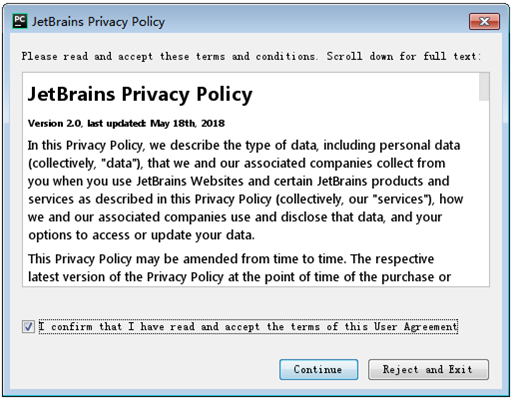 PC JetBrains Privacy Policy
Please read and accept these terms and conditions. Scroll down for full text:
JetBrains Privacy Policy
Version 2.0, last updated: May 18th, 2018
In this Privacy Policy, we describe the type of data, including personal data
(collectively, "data"), that we and our associated companies collect from
you when you use JetBrains Websites and certain JetBrains products and
services as described in this Privacy Policy (collectively, our "services"), how
we and our associated companies use and disclose that data, and your
options to access or update your data.
This Privacy Policy may be amended from time to time. The respective
latest version of the Privacy Policy at the point of time of the purchase or
I confirm that I have read and accept the terms of this User Agreement
Continue Reject and Exit